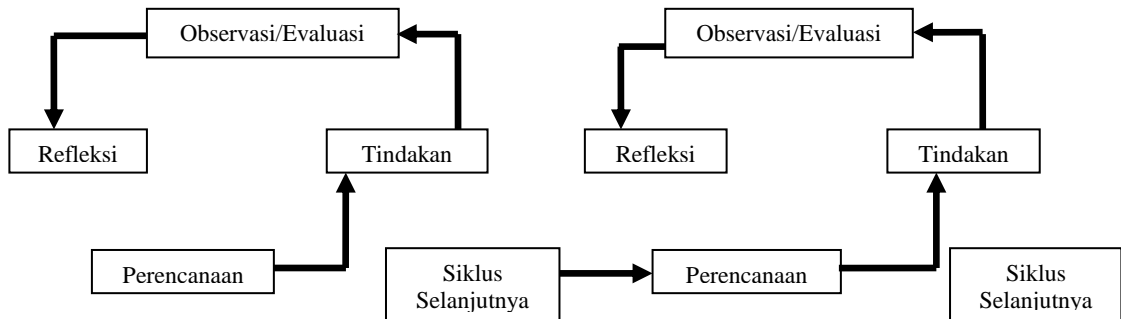 Observasi/Evaluasi
Observasi/Evaluasi
Refleksi
Tindakan
Refleksi
Tindakan
Perencanaan
Siklus
Selanjutnya
Perencanaan
Siklus
Selanjutnya